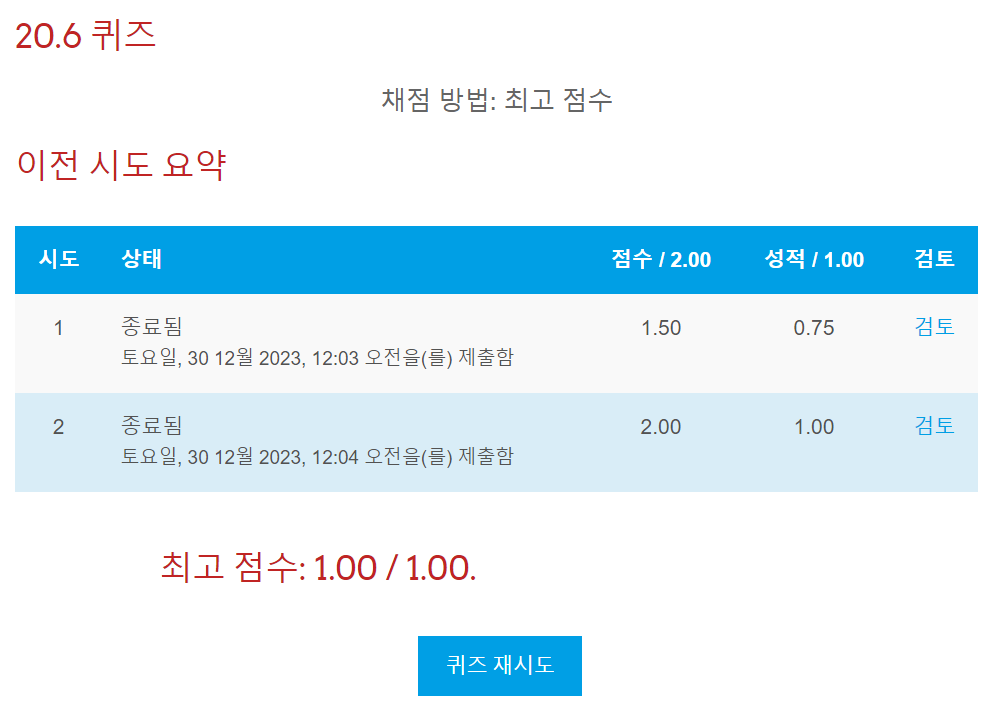 20.6 퀴즈
채점 방법: 최고 점수
이전 시도 요약
시도 상태 점수 / 2.00 성적 / 1.00 검토
1 종료됨 1.50 0.75 검토
토요일, 30 12월 2023, 12:03 오전을(를) 제출함
2 종료됨 2.00 1.00 검토
토요일, 30 12월 2023, 12:04 오전을(를) 제출함
최고 점수: 1.00 / 1.00.
퀴즈 재시도